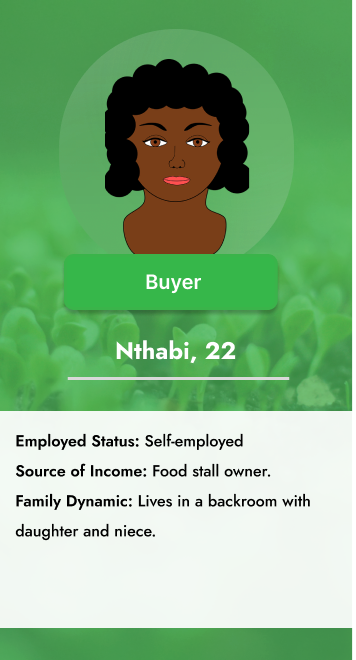 Buyer
Nthabi, 22
Employed Status: Self-employed
Source of Income: Food stall owner.
Family Dynamic: Lives in a backroom with
daughter and niece.